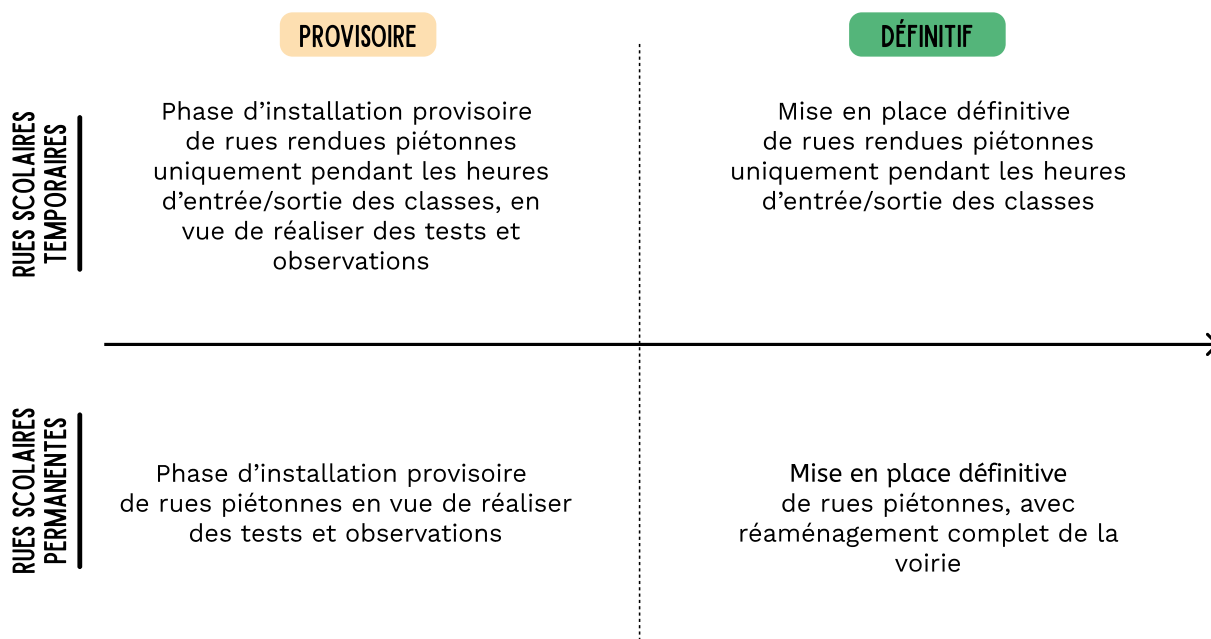 PROVISOIRE
DÉFINITIF
RUES SCOLAIRES
TEMPORAIRES
Phase d’installation provisoire
de rues rendues piétonnes
uniquement pendant les heures
d’entrée/sortie des classes, en
vue de réaliser des tests et
observations
Mise en place définitive
de rues rendues piétonnes
uniquement pendant les heures
d’entrée/sortie des classes
RUES SCOLAIRES
PERMANENTES
Phase d’installation provisoire
de rues piétonnes en vue de réaliser
des tests et observations
Mise en place définitive
de rues piétonnes, avec
réaménagement complet de la
voirie